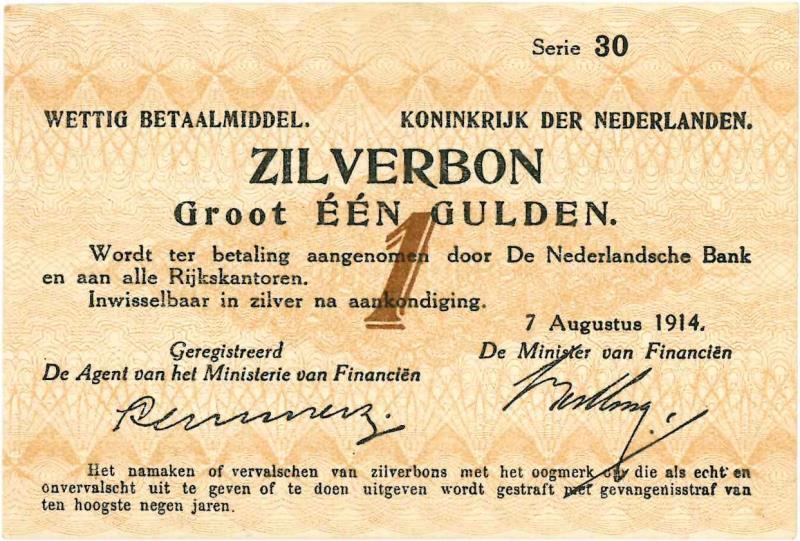 Serie 30
WETTIG BETAALMIDDEL. KONINKRIJK DER NEDERLANDEN.
ZILVERBON
Groot ÉÉN GULDEN.
1
Wordt ter betaling aangenomen door De Nederlandsche Bank
en aan alle Rijkskantoren.
Inwisselbaar in zilver na aankondiging.
7 Augustus 1914.
Geregistreerd
De Agent van het Ministerie van Financiën
De Minister van Financiën
Het namaken of vervalschen van zilverbons met het oogmerk om die als echt en
onvervalscht uit te geven of te doen uitgeven wordt gestraft met gevangenisstraf van
ten hoogste negen jaren.